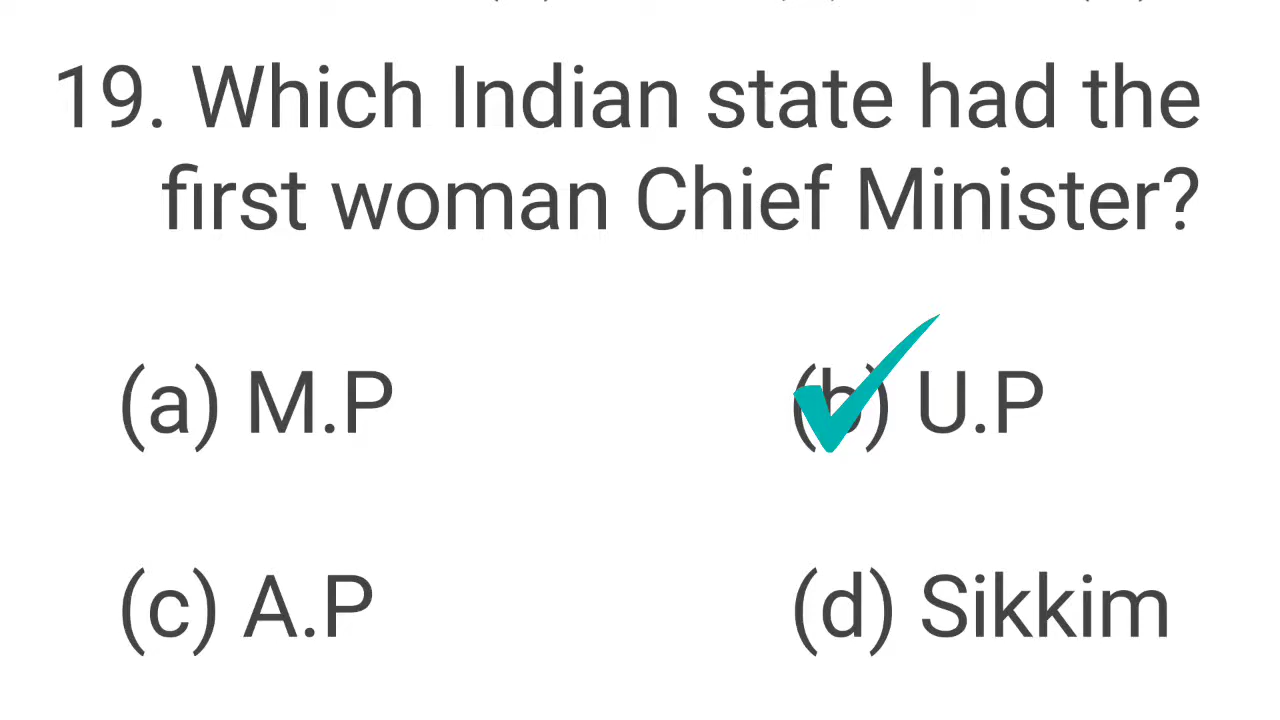 19. Which Indian state had the
first woman Chief Minister?
(a) M.P
(b) U.P
(c) A.P
(d) Sikkim